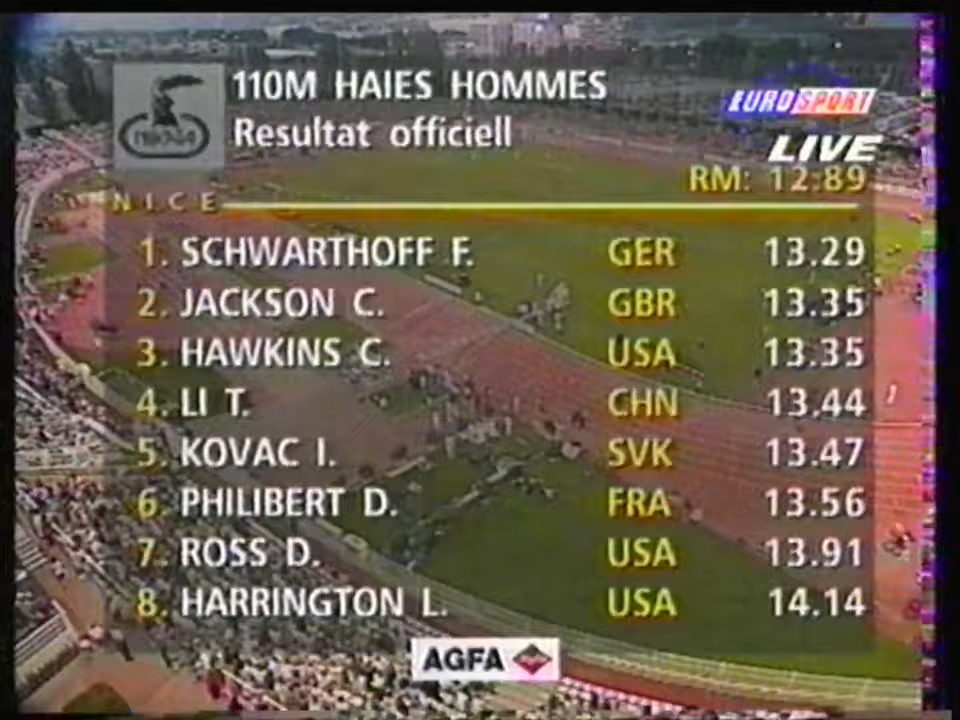 110M HAIES HOMMES
Resultat officiell
EUROSPORT
LIVE
RM: 12:89
NICE
1. SCHWARTHOFF F. GER 13.29
2. JACKSON C. GBR 13.35
3. HAWKINS C. USA 13.35
4. LI T. CHN 13.44
5. KOVAC I. SVK 13.47
6. PHILIBERT D. FRA 13.56
7. ROSS D. USA 13.91
8. HARRINGTON L. USA 14.14
AGFA